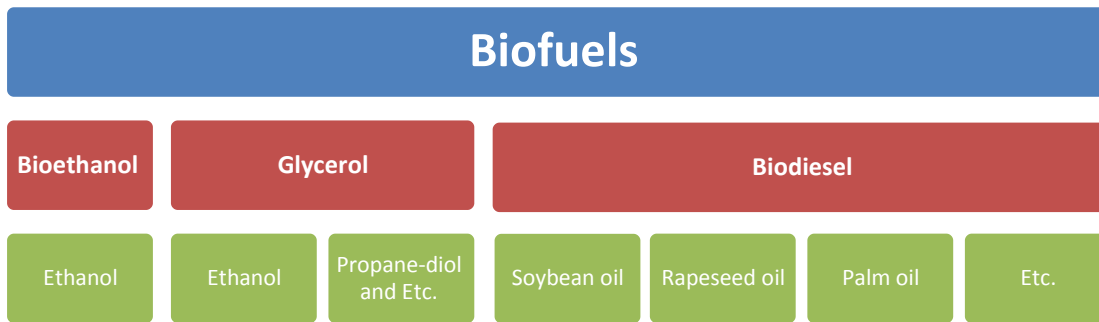 Biofuels
Bioethanol
Glycerol
Biodiesel
Ethanol
Ethanol
Propane-diol
and Etc.
Soybean oil
Rapeseed oil
Palm oil
Etc.